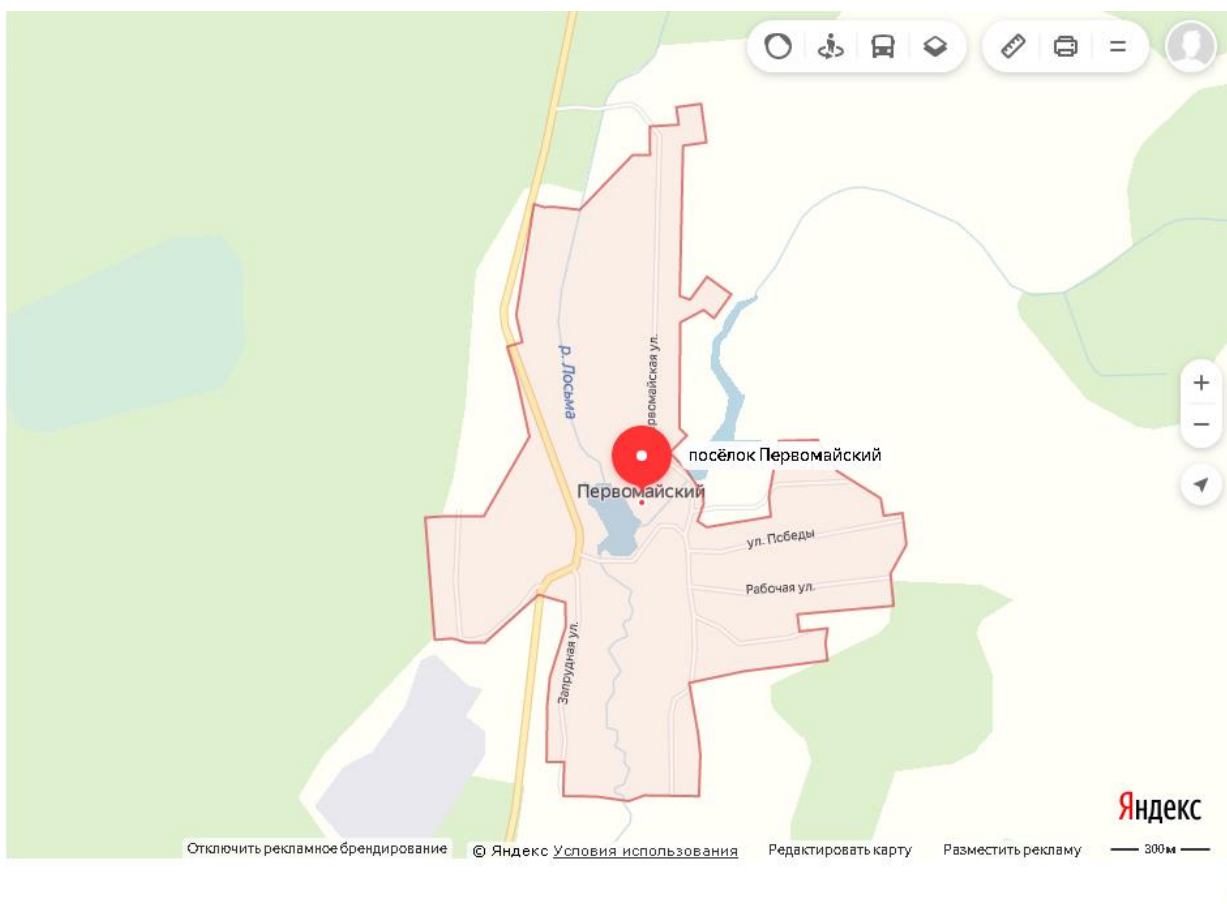 р. Лосьма
рвомайская ул.
посёлок Первомайский
Первомайский
ул. Победы
Рабочая ул.
Запрудная ул.
Яндекс
Отключить рекламное брендирование © Яндекс Условия использования Редактировать карту Разместить рекламу 300 м